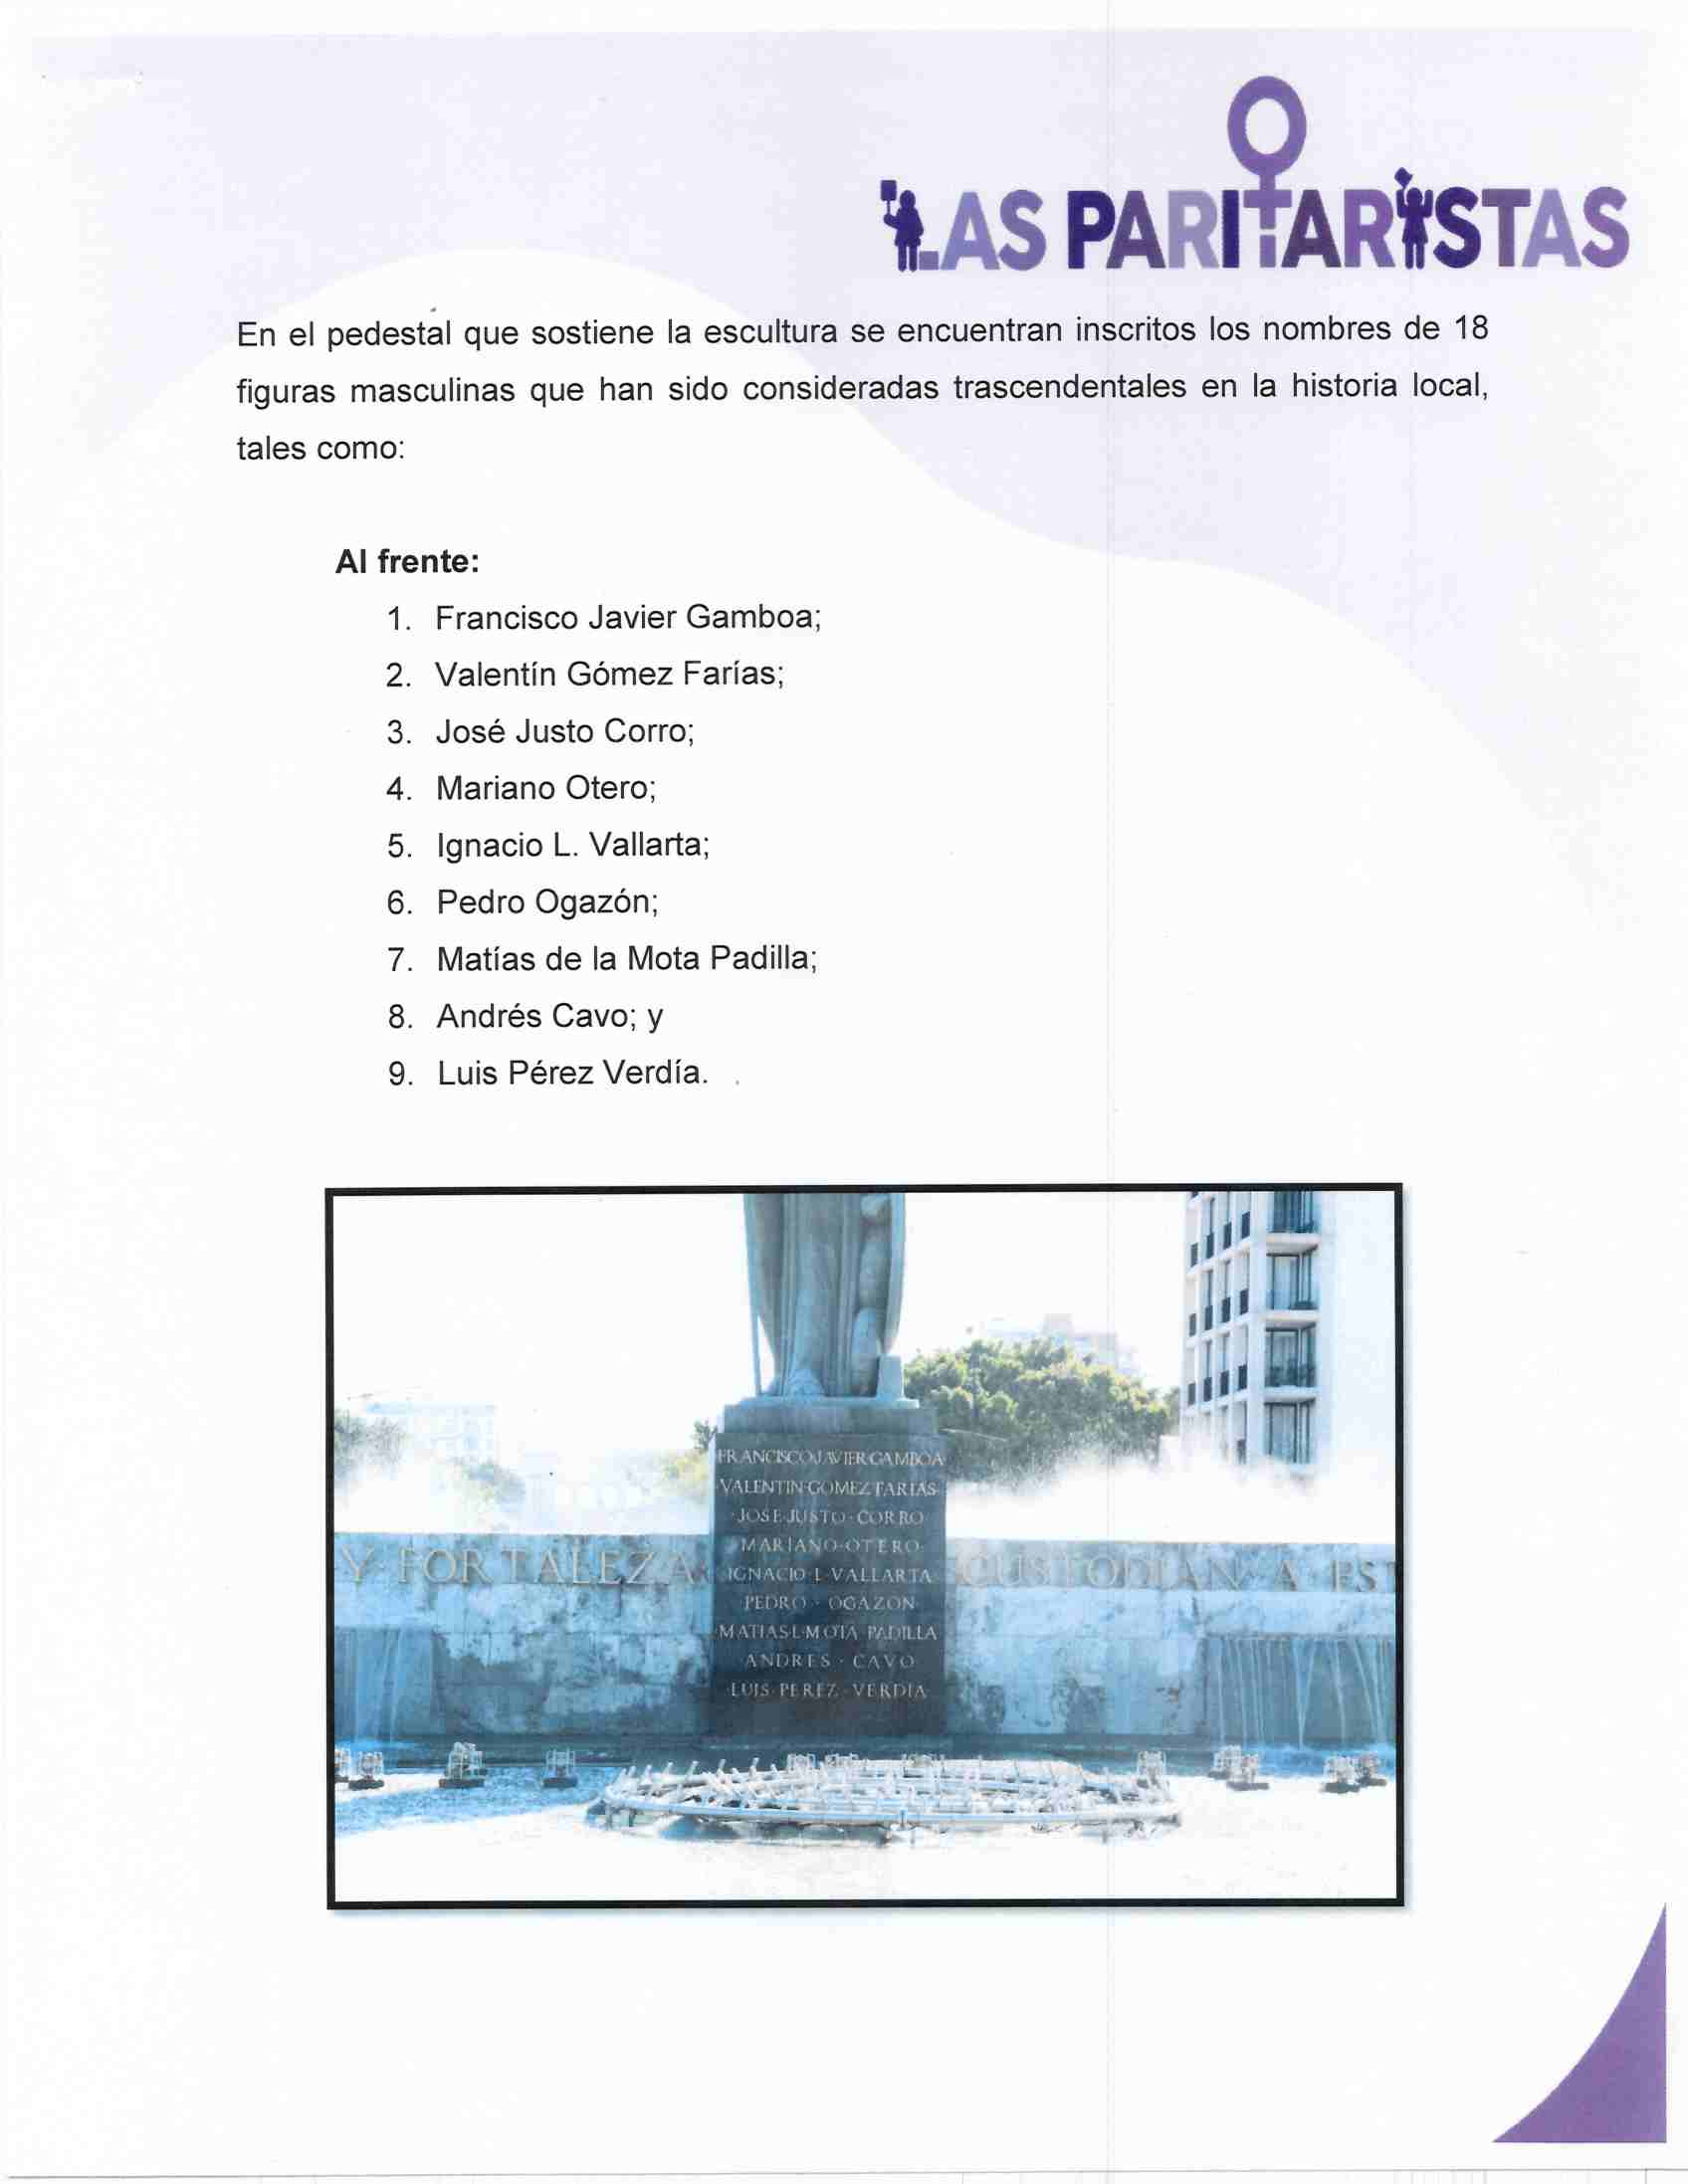 LAS PARITARISTAS
En el pedestal que sostiene la escultura se encuentran inscritos los nombres de 18
figuras masculinas que han sido consideradas trascendentales en la historia local,
tales como:
Al frente:
1. Francisco Javier Gamboa;
2. Valentín Gómez Farías;
3. José Justo Corro;
4. Mariano Otero;
5. Ignacio L. Vallarta;
6. Pedro Ogazón;
7. Matías de la Mota Padilla;
8. Andrés Cavo; y
9. Luis Pérez Verdía.
FRANCISCO JAVIER GAMBOA
·VALENTIN·GOMEZ FARIAS·
·JOSE·JUSTO·CORRO·
·MARIANO·OTERO·
·IGNACIO·L·VALLARTA·
·PEDRO·OGAZON·
·MATIAS·L·MOTA PADILLA
·ANDRES·CAVO·
·LUIS·PEREZ·VERDIA·
Y·FORTALEZA· CUSTODIAN·A·EST